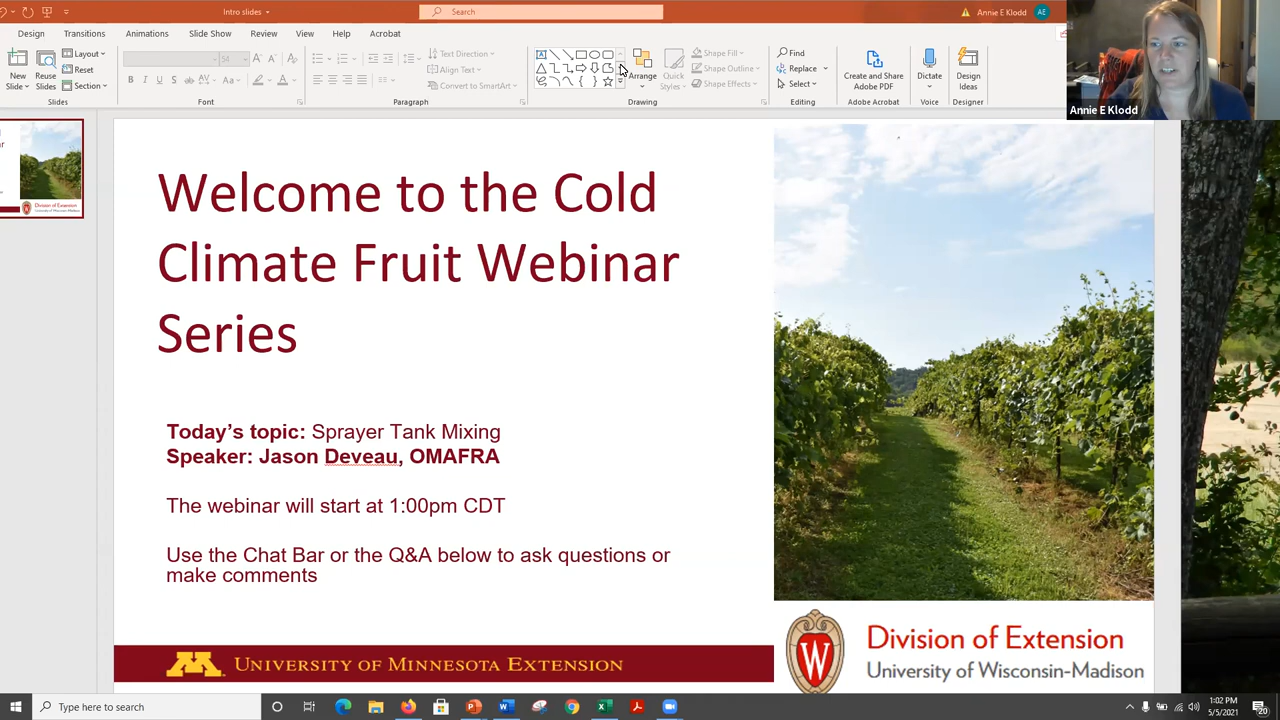 Intro slides
Search
Annie E Klodd
AE
Design
Transitions
Animations
Slide Show
Review
View
Help
Acrobat
Layout
Reset
Section
New
Slide
Reuse
Slides
Slides
54
Font
Text Direction
Align Text
Convert to SmartArt
Paragraph
Arrange
Quick
Styles
Shape Fill
Shape Outline
Shape Effects
Drawing
Find
Replace
Select
Editing
Create and Share
Adobe PDF
Adobe Acrobat
Dictate
Voice
Design
Ideas
Designer
Annie E Klodd
Welcome to the Cold
Climate Fruit Webinar
Series
Today's topic: Sprayer Tank Mixing
Speaker: Jason Deveau, OMAFRA
The webinar will start at 1:00pm CDT
Use the Chat Bar or the Q&A below to ask questions or
make comments
M UNIVERSITY OF MINNESOTA EXTENSION
W
Division of Extension
University of Wisconsin-Madison
Type here to search
1:02 PM
5/5/2021
20